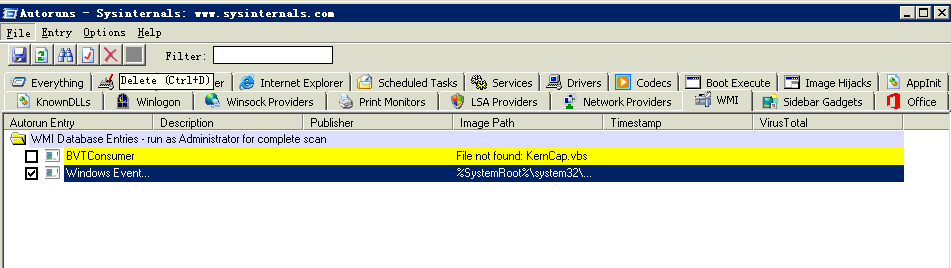 Autoruns - Sysinternals: www.sysinternals.com
File Entry Options Help
Filter:
Everything Delete (Ctrl+D) er Internet Explorer Scheduled Tasks Services Drivers Codecs Boot Execute Image Hijacks AppInit
KnownDLLs Winlogon Winsock Providers Print Monitors LSA Providers Network Providers WMI Sidebar Gadgets Office
Autorun Entry Description Publisher Image Path Timestamp VirusTotal
WMI Database Entries - run as Administrator for complete scan
BVTConsumer File not found: KernCap.vbs
Windows Event... %SystemRoot%\system32\...